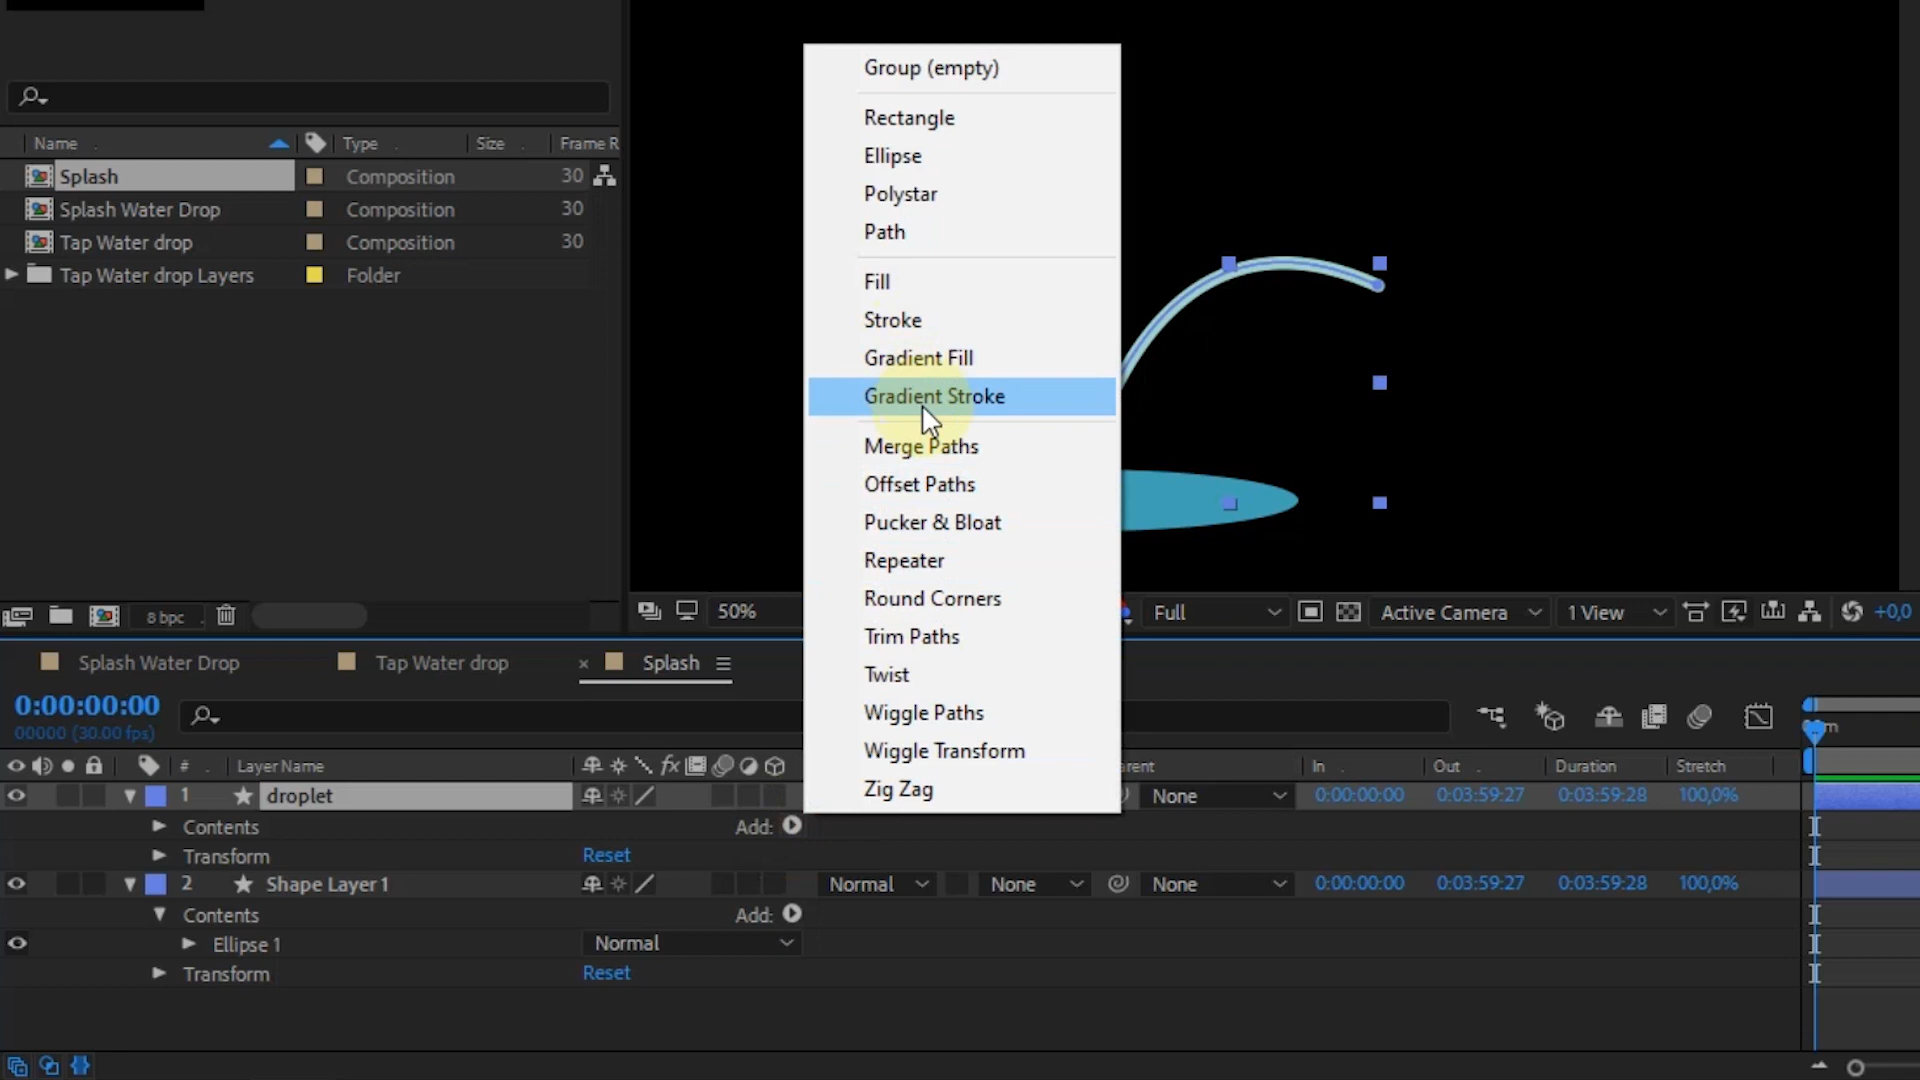 Name
Type
Size
Frame R
Splash
Composition
30
Splash Water Drop
Composition
30
Tap Water drop
Composition
30
Tap Water drop Layers
Folder
8 bpc
Group (empty)
Rectangle
Ellipse
Polystar
Path
Fill
Stroke
Gradient Fill
Gradient Stroke
Merge Paths
Offset Paths
Pucker & Bloat
Repeater
Round Corners
Trim Paths
Twist
Wiggle Paths
Wiggle Transform
Zig Zag
50%
Full
Active Camera
1 View
+0,0
Splash Water Drop
Tap Water drop
× Splash
0:00:00:00
00000 (30.00 fps)
# Layer Name
fx
arent
In
Out
Duration
Stretch
1 droplet
None
0:00:00:00
0:03:59:27
0:03:59:28
100,0%
Contents
Add:
Transform
Reset
2 Shape Layer 1
Normal
None
None
0:00:00:00
0:03:59:27
0:03:59:28
100,0%
Contents
Add:
Ellipse 1
Normal
Transform
Reset